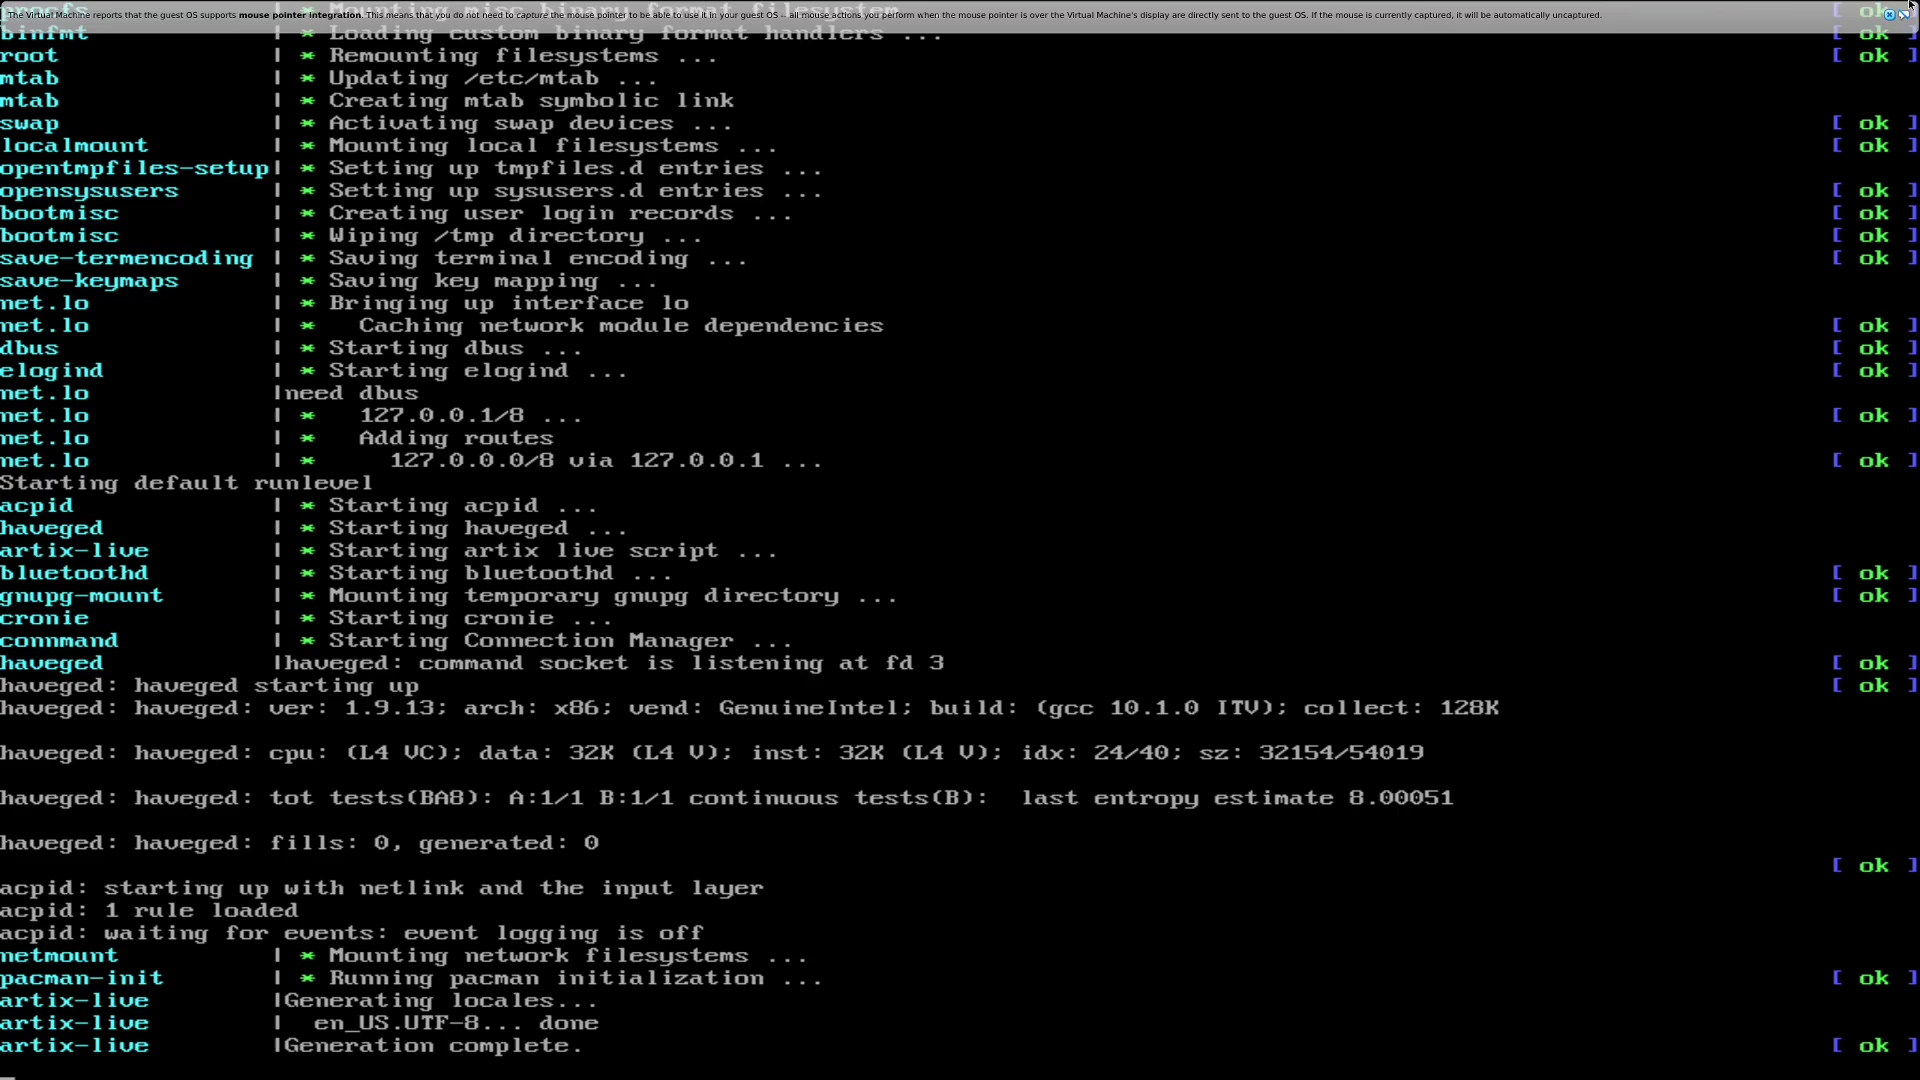 The Virtual Machine reports that the guest OS supports mouse pointer integration. This means that you do not need to capture the mouse pointer to be able to use it in your guest OS -- all mouse actions you perform when the mouse pointer is over the Virtual Machine's display are directly sent to the guest OS. If the mouse is currently captured, it will be automatically uncaptured.
binfmt | * Loading custom binary format handlers ... [ ok ]
root | * Remounting filesystems ... [ ok ]
mtab | * Updating /etc/mtab ...
mtab | * Creating mtab symbolic link
swap | * Activating swap devices ... [ ok ]
localmount | * Mounting local filesystems ... [ ok ]
opentmpfiles-setup| * Setting up tmpfiles.d entries ...
opensysusers | * Setting up sysusers.d entries ... [ ok ]
bootmisc | * Creating user login records ... [ ok ]
bootmisc | * Wiping /tmp directory ... [ ok ]
save-termencoding | * Saving terminal encoding ... [ ok ]
save-keymaps | * Saving key mapping ...
net.lo | * Bringing up interface lo
net.lo | * Caching network module dependencies [ ok ]
dbus | * Starting dbus ... [ ok ]
elogind | * Starting elogind ... [ ok ]
net.lo |need dbus
net.lo | * 127.0.0.1/8 ... [ ok ]
net.lo | * Adding routes
net.lo | * 127.0.0.0/8 via 127.0.0.1 ... [ ok ]
Starting default runlevel
acpid | * Starting acpid ...
haveged | * Starting haveged ...
artix-live | * Starting artix live script ...
bluetoothd | * Starting bluetoothd ... [ ok ]
gnupg-mount | * Mounting temporary gnupg directory ... [ ok ]
cronie | * Starting cronie ...
connmand | * Starting Connection Manager ...
haveged |haveged: command socket is listening at fd 3 [ ok ]
haveged: haveged starting up [ ok ]
haveged: haveged: ver: 1.9.13; arch: x86; vend: GenuineIntel; build: (gcc 10.1.0 ITV); collect: 128K
haveged: haveged: cpu: (L4 VC); data: 32K (L4 V); inst: 32K (L4 V); idx: 24/40; sz: 32154/54019
haveged: haveged: tot tests(BA8): A:1/1 B:1/1 continuous tests(B):  last entropy estimate 8.00051
haveged: haveged: fills: 0, generated: 0
[ ok ]
acpid: starting up with netlink and the input layer
acpid: 1 rule loaded
acpid: waiting for events: event logging is off
netmount | * Mounting network filesystems ...
pacman-init | * Running pacman initialization ... [ ok ]
artix-live |Generating locales...
artix-live | en_US.UTF-8... done
artix-live |Generation complete. [ ok ]